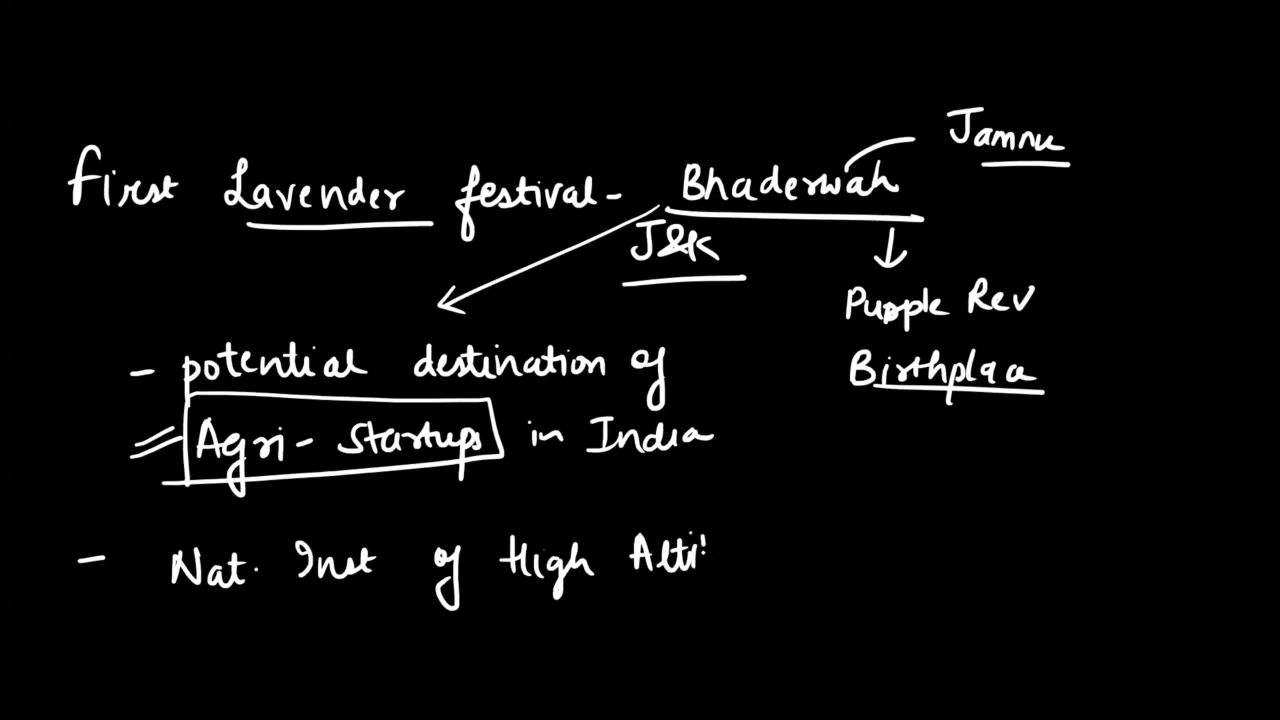 First Lavender festival- Bhaderwah
Jammu
J&K
Purple Rev
Birthplaa
- potential destination of
Agri- Startups in India
- Nat. Inst of High Alti